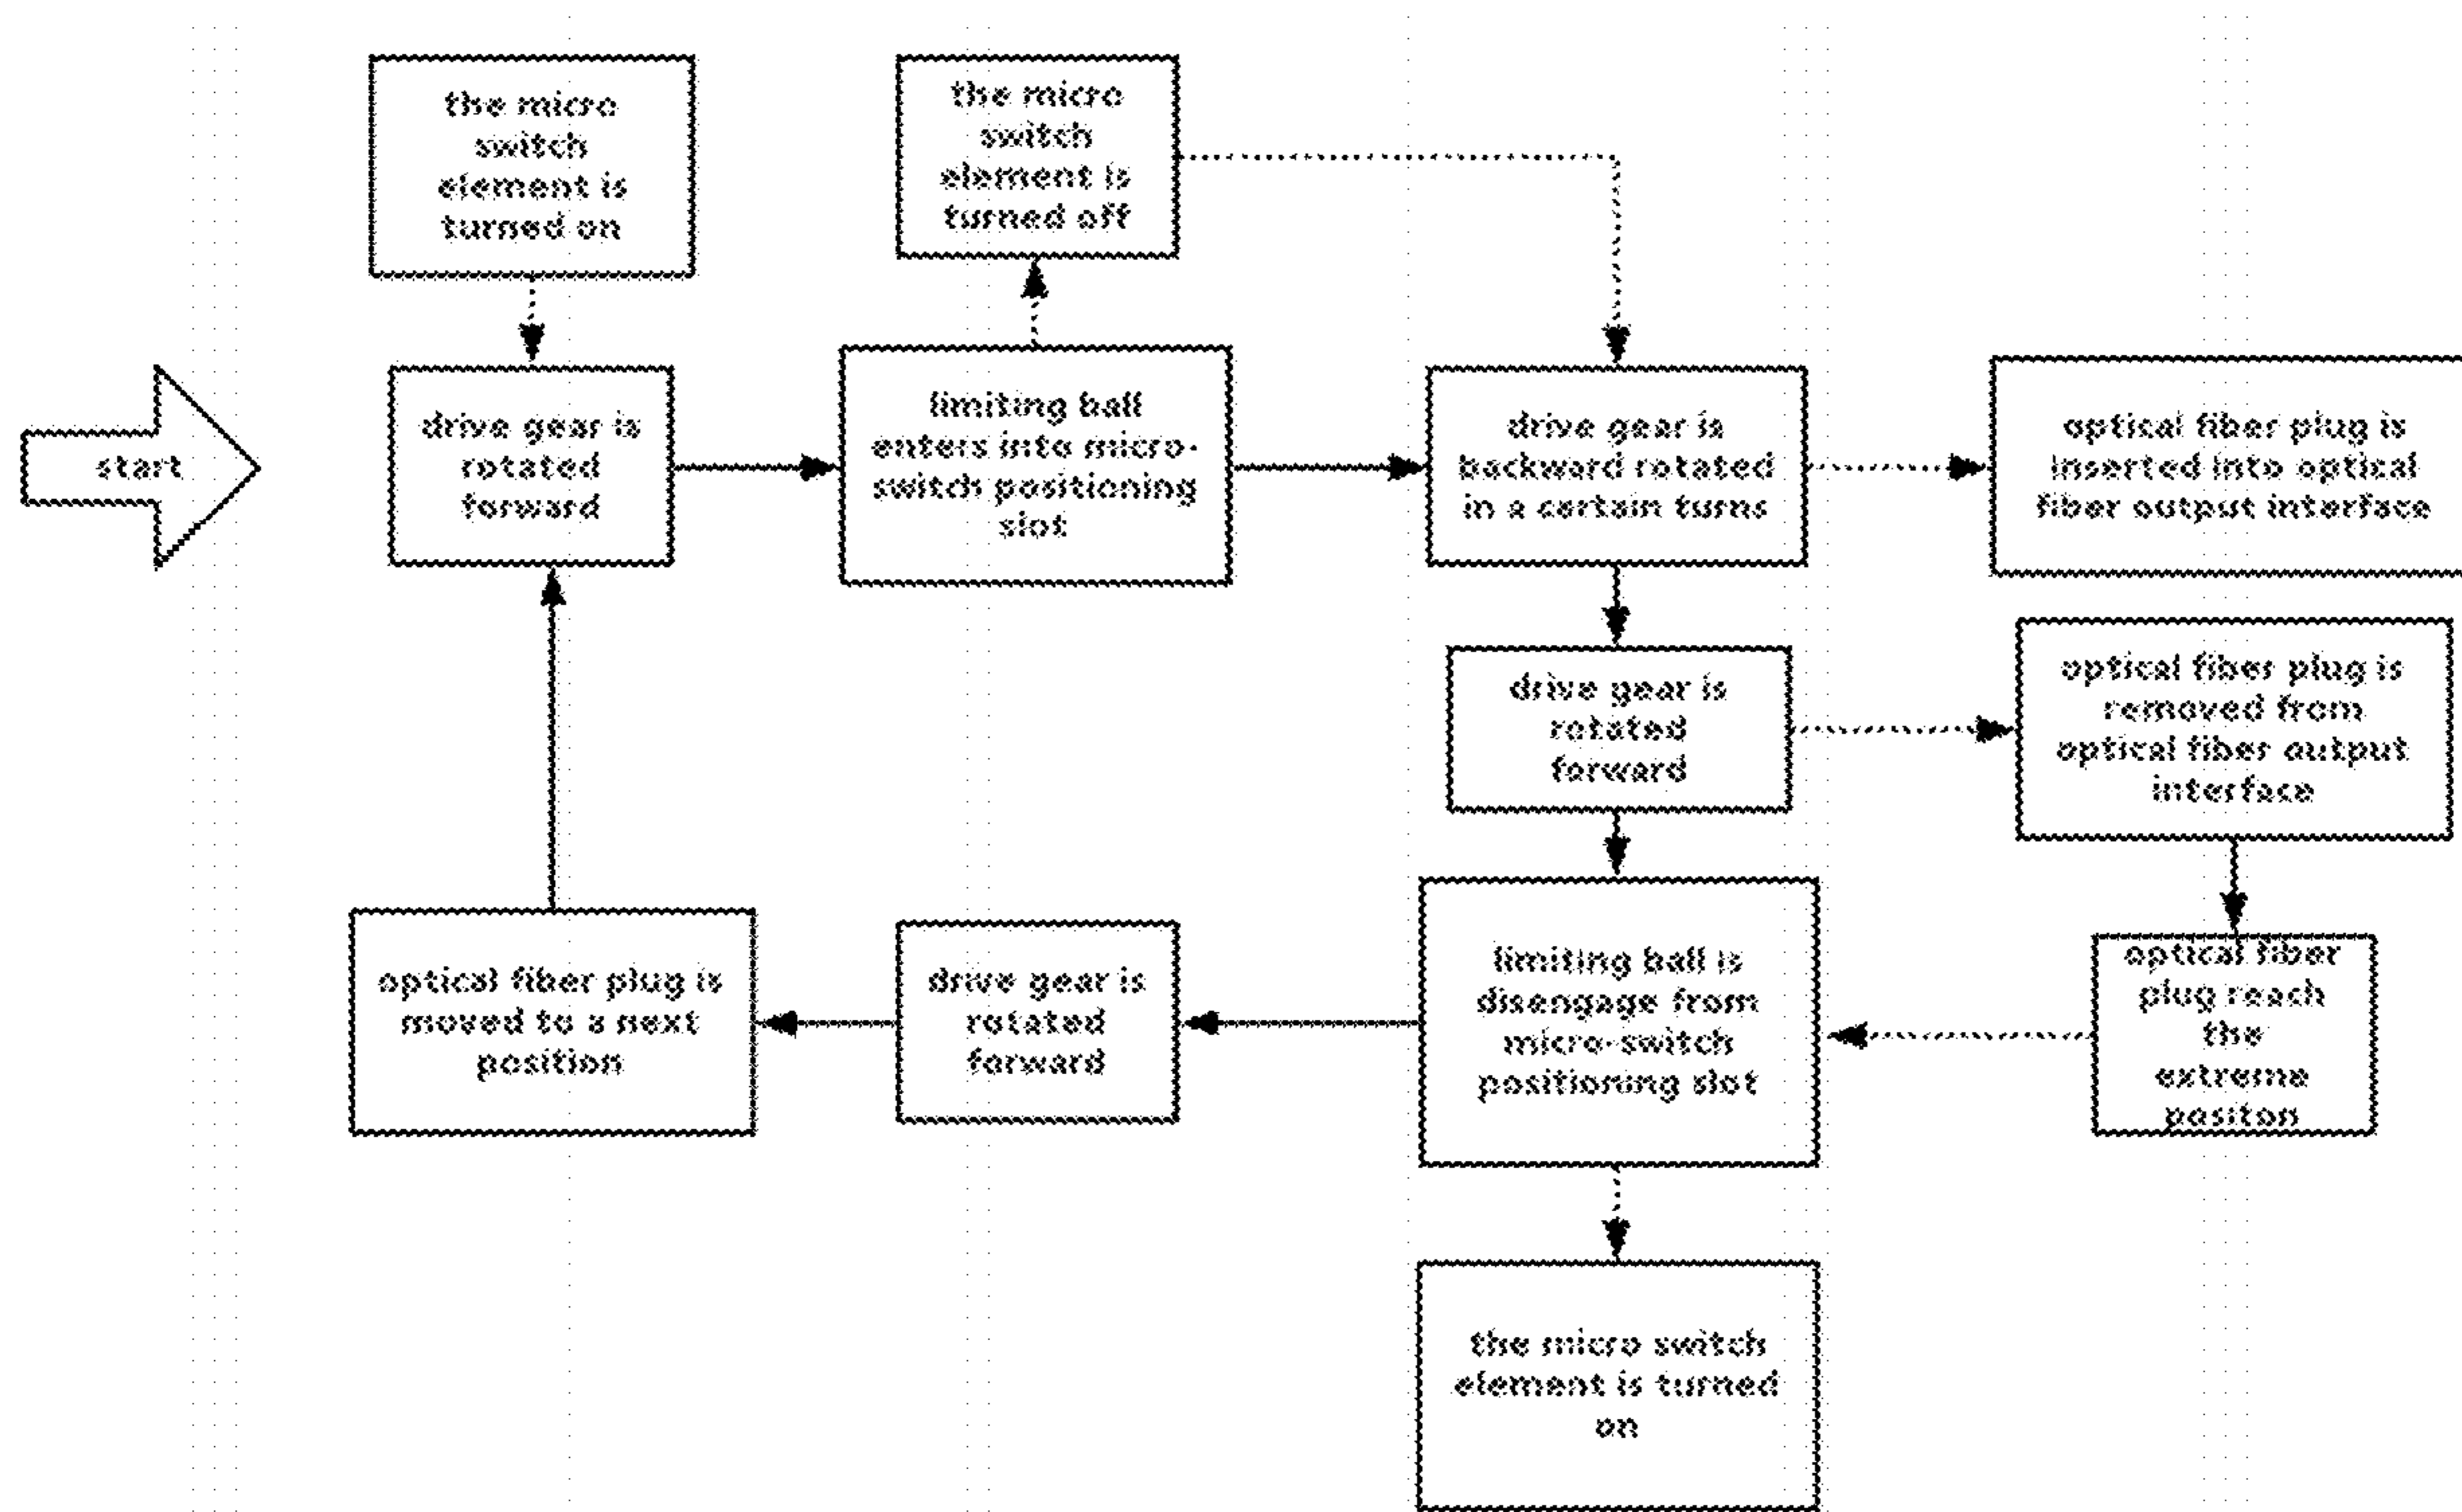 the micro
switch
element is
turned on
the micro
switch
element is
turned off
start
drive gear is
rotated
forward
limiting ball
enters into micro-
switch positioning
slot
drive gear is
backward rotated
in a certain turns
optical fiber plug is
inserted into optical
fiber output interface
drive gear is
rotated
forward
optical fiber plug is
removed from
optical fiber output
interface
optical fiber plug is
moved to a next
position
drive gear is
rotated
forward
limiting ball is
disengage from
micro-switch
positioning slot
optical fiber
plug reach
the
extreme
positon
the micro switch
element is turned
on